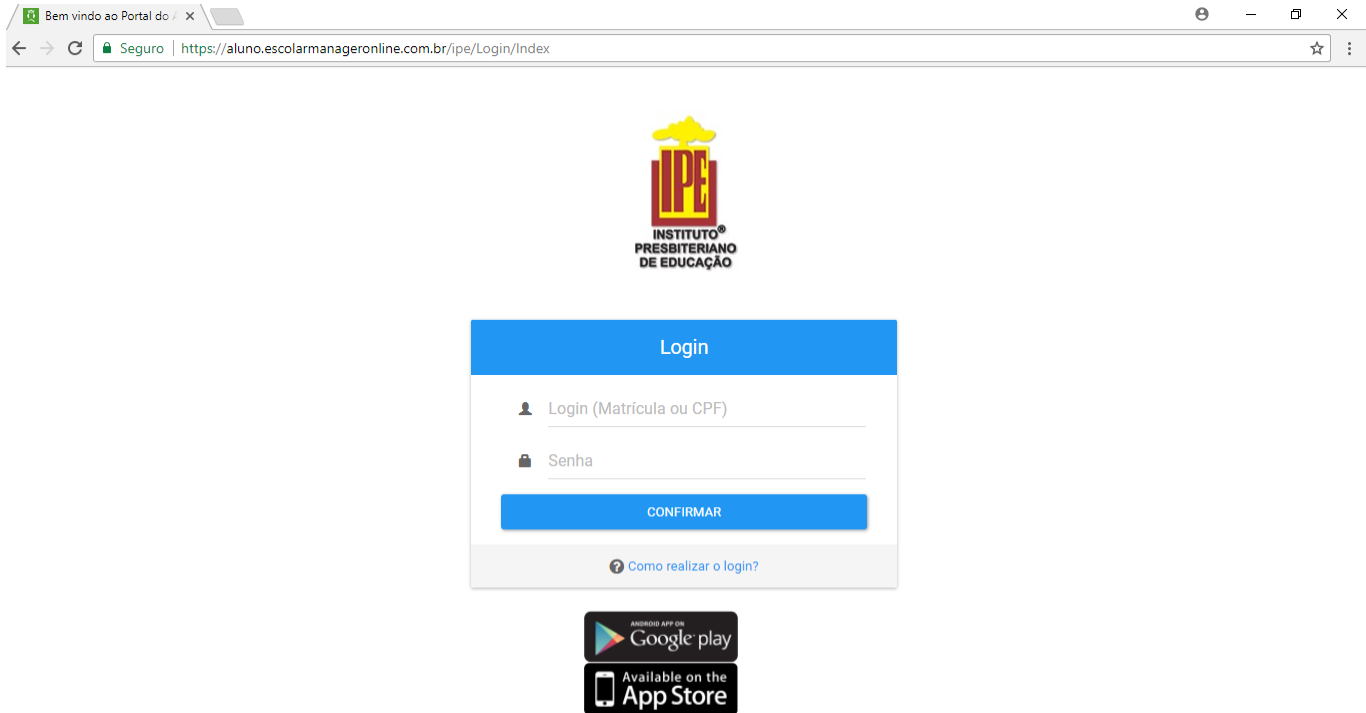 Bem vindo ao Portal do
Seguro
https://aluno.escolarmanageronline.com.br/ipe/Login/Index
IPE
INSTITUTO®
PRESBITERIANO
DE EDUCAÇÃO
Login
Login (Matrícula ou CPF)
Senha
CONFIRMAR
Como realizar o login?
ANDROID APP ON
Google play
Available on the
App Store